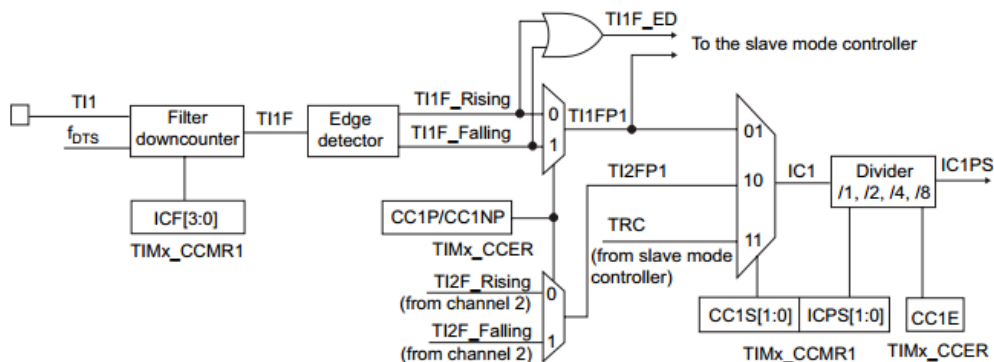 TI1F_ED
To the slave mode controller
TI1
TI1F
TI1F_Rising
TI1F_Falling
0
1
TI1FP1
f_DTS
Filter
downcounter
Edge
detector
01
10
11
TI2FP1
IC1
Divider
/1, /2, /4, /8
IC1PS
ICF[3:0]
TIMx_CCMR1
CC1P/CC1NP
TIMx_CCER
TRC
(from slave mode
controller)
TI2F_Rising
(from channel 2)
0
TI2F_Falling
(from channel 2)
1
CC1S[1:0]
ICPS[1:0]
CC1E
TIMx_CCMR1
TIMx_CCER